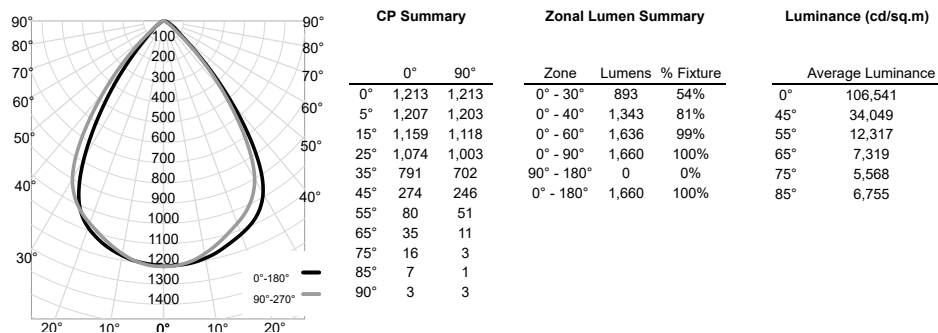 90°
80°
70°
60°
50°
40°
30°
20°
10°
0°
10°
20°
40°
50°
60°
70°
80°
90°
100
200
300
400
500
600
700
800
900
1000
1100
1200
1300
1400
0°-180°
90°-270°
CP Summary
0° 90°
0° 1,213 1,213
5° 1,207 1,203
15° 1,159 1,118
25° 1,074 1,003
35° 791 702
45° 274 246
55° 80 51
65° 35 11
75° 16 3
85° 7 1
90° 3 3
Zonal Lumen Summary
Zone Lumens % Fixture
0° - 30° 893 54%
0° - 40° 1,343 81%
0° - 60° 1,636 99%
0° - 90° 1,660 100%
90° - 180° 0 0%
0° - 180° 1,660 100%
Luminance (cd/sq.m)
Average Luminance
0° 106,541
45° 34,049
55° 12,317
65° 7,319
75° 5,568
85° 6,755